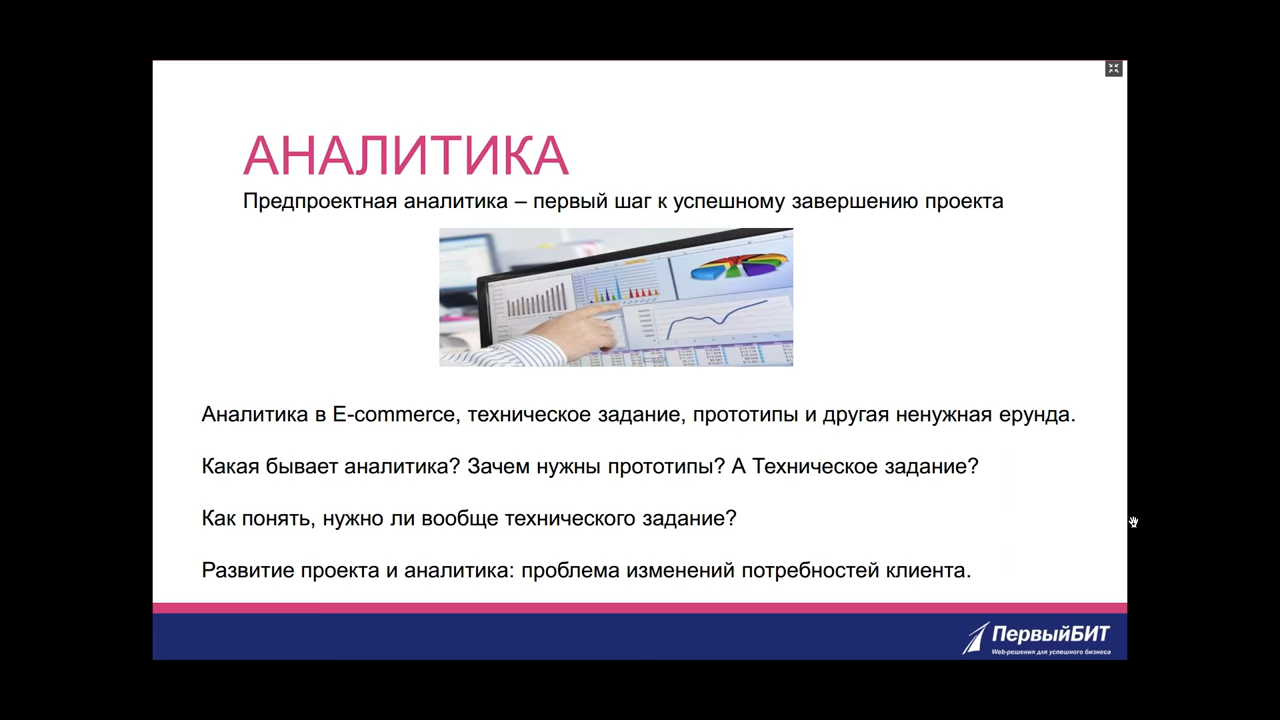 АНАЛИТИКА
Предпроектная аналитика – первый шаг к успешному завершению проекта
Аналитика в E-commerce, техническое задание, прототипы и другая ненужная ерунда.
Какая бывает аналитика? Зачем нужны прототипы? А Техническое задание?
Как понять, нужно ли вообще технического задание?
Развитие проекта и аналитика: проблема изменений потребностей клиента.
ПервыйБИТ
Web-решения для успешного бизнеса